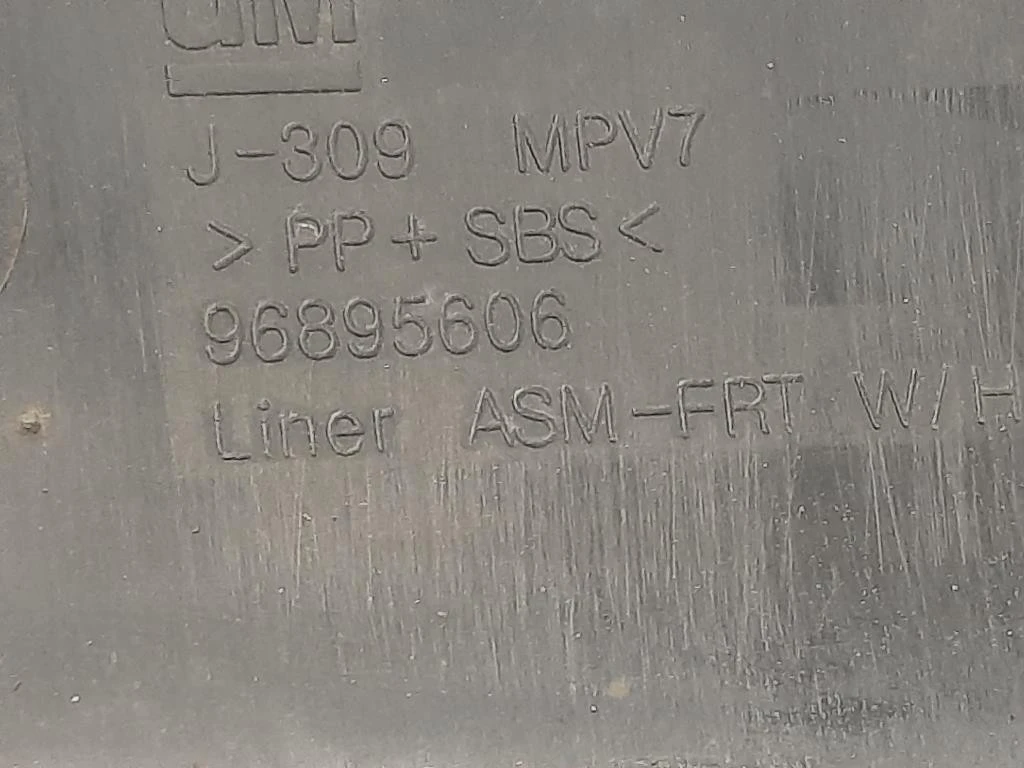 GM
J-309 MPV7
>PP+SBS<
96895606
Liner ASM-FRT W/H